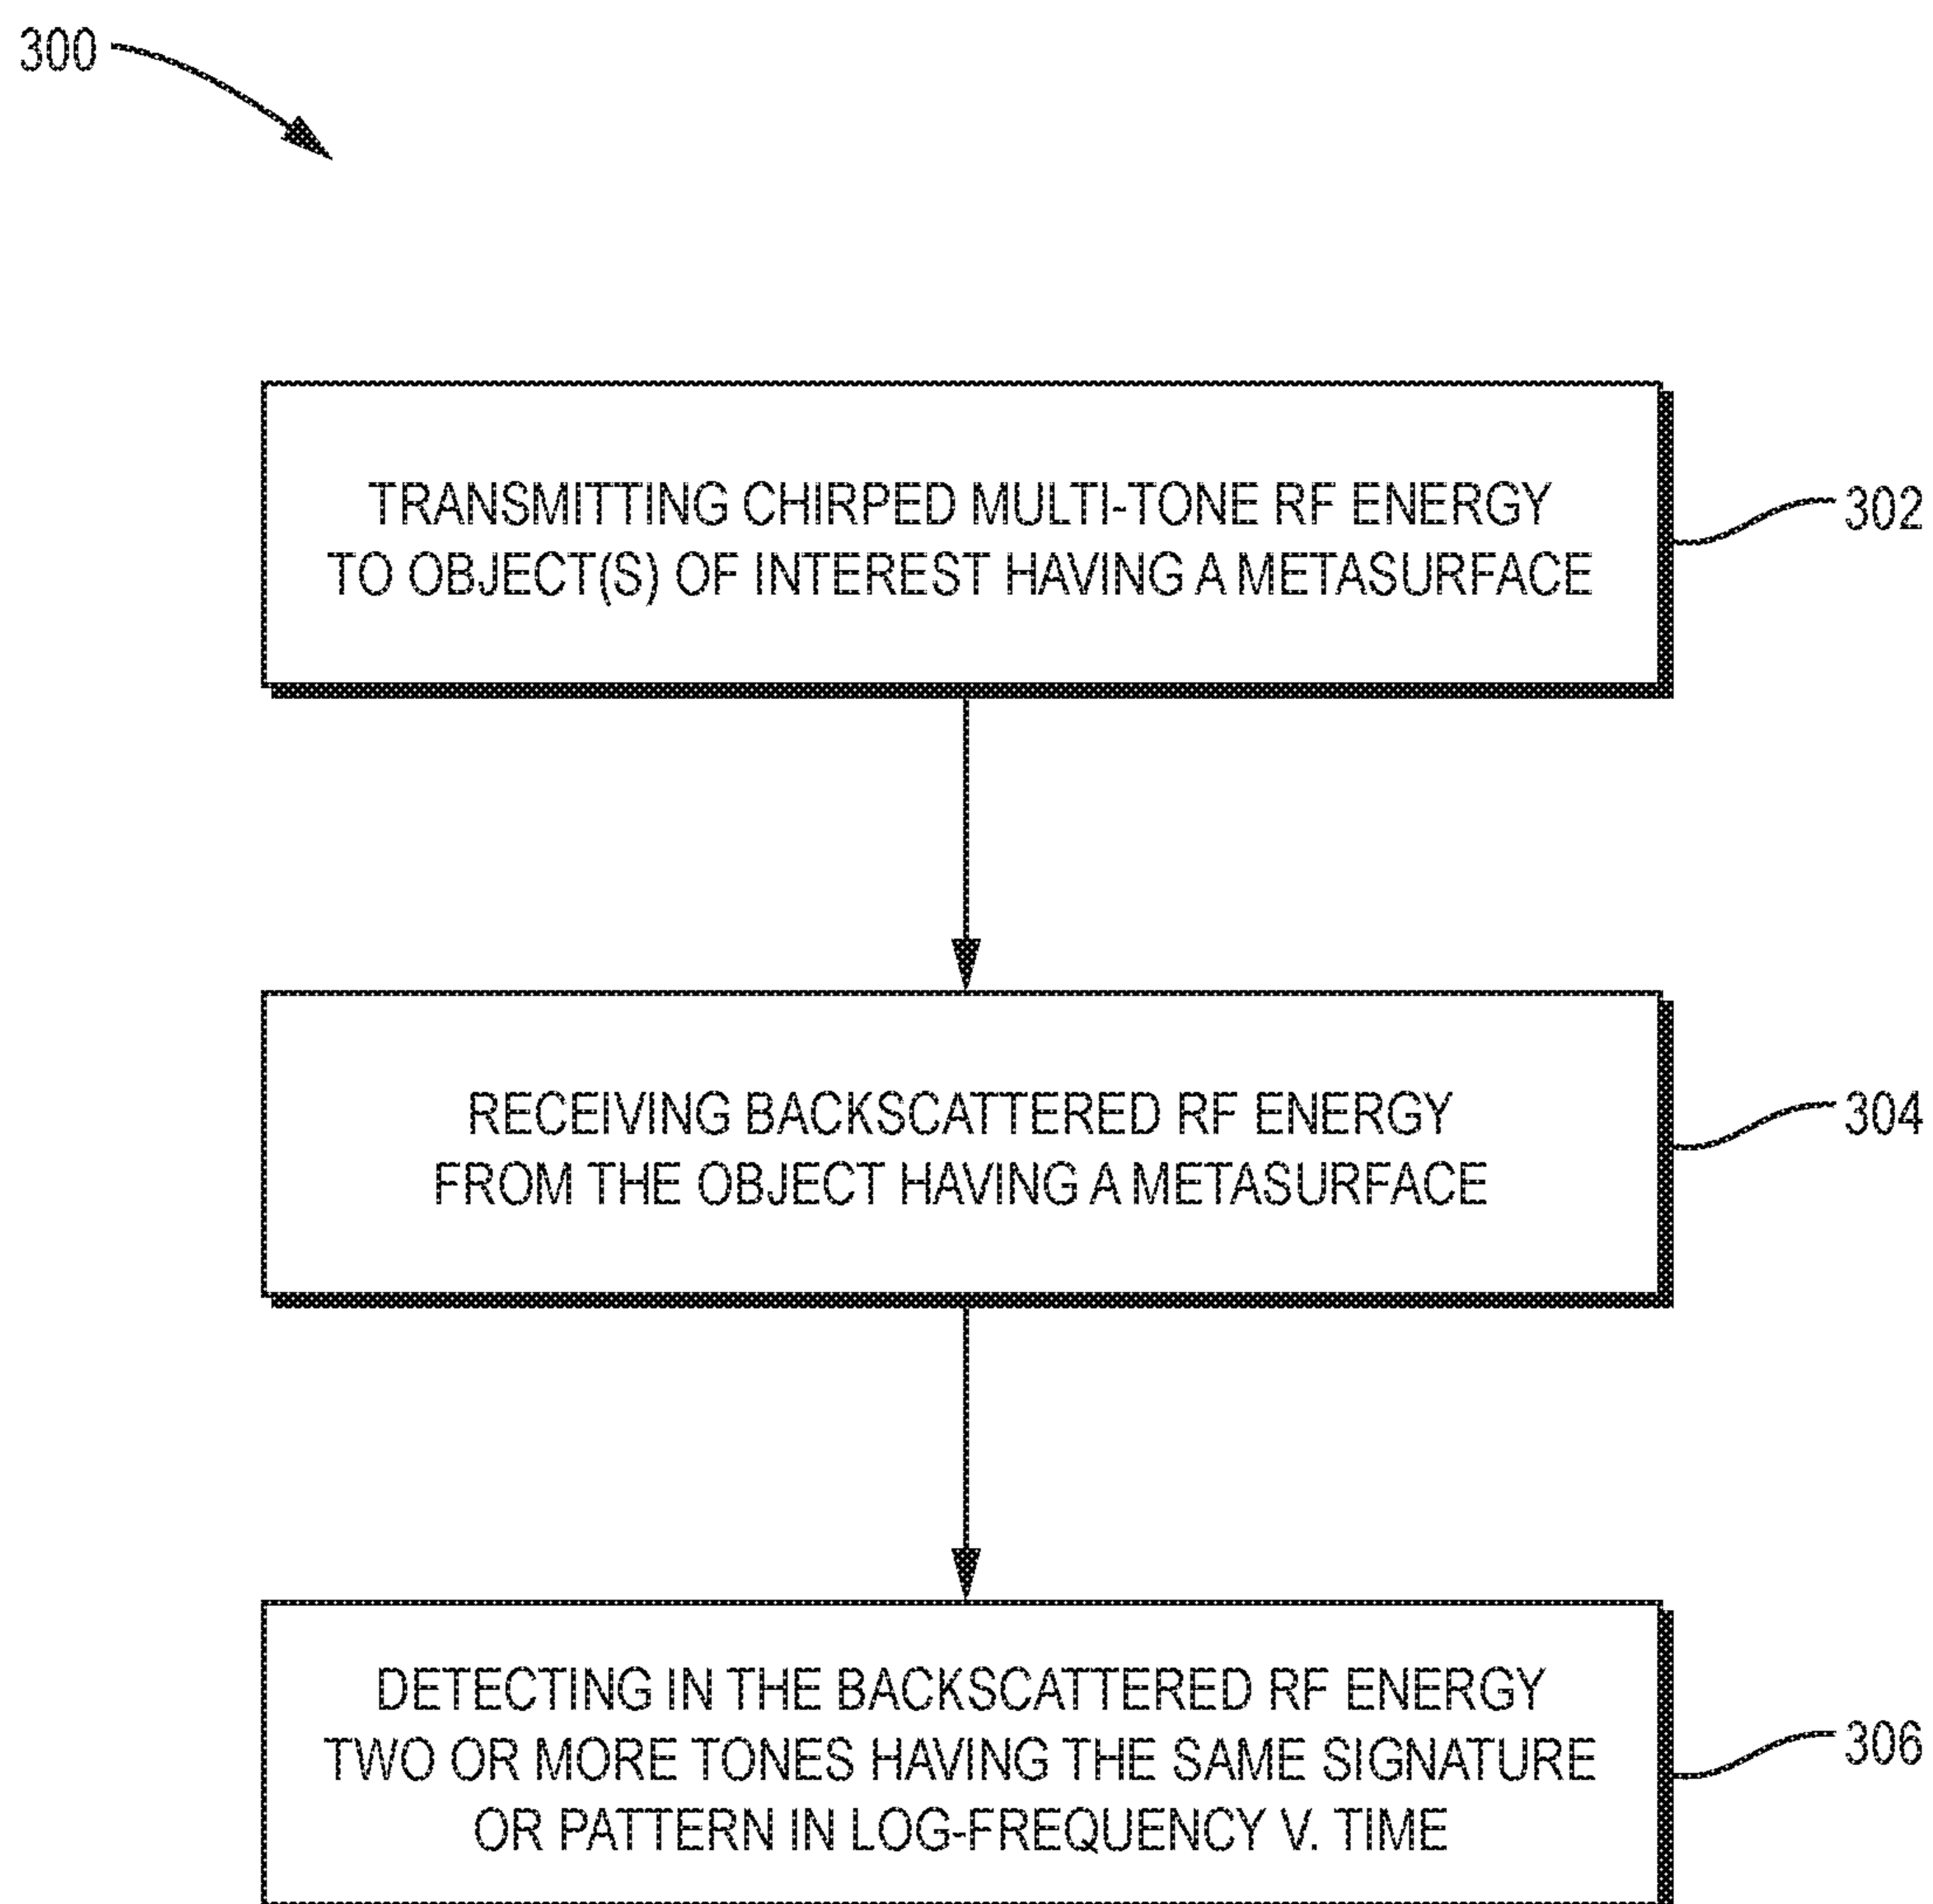 300
TRANSMITTING CHIRPED MULTI-TONE RF ENERGY
TO OBJECT(S) OF INTEREST HAVING A METASURFACE
302
RECEIVING BACKSCATTERED RF ENERGY
FROM THE OBJECT HAVING A METASURFACE
304
DETECTING IN THE BACKSCATTERED RF ENERGY
TWO OR MORE TONES HAVING THE SAME SIGNATURE
OR PATTERN IN LOG-FREQUENCY V. TIME
306